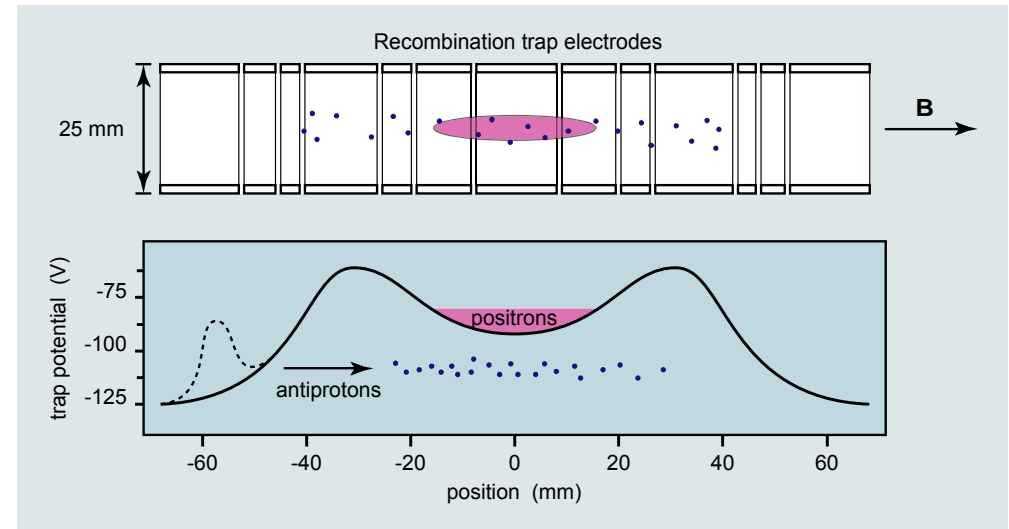 Recombination trap electrodes
25 mm
B
trap potential (V)
-75
-100
-125
positrons
antiprotons
-60 -40 -20 0 20 40 60
position (mm)